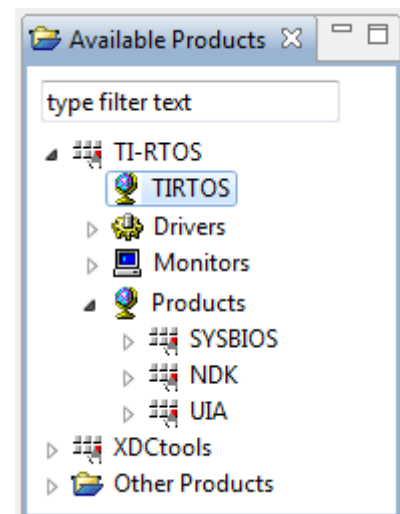 Available Products
type filter text
TI-RTOS
TIRTOS
Drivers
Monitors
Products
SYSBIOS
NDK
UIA
XDCtools
Other Products